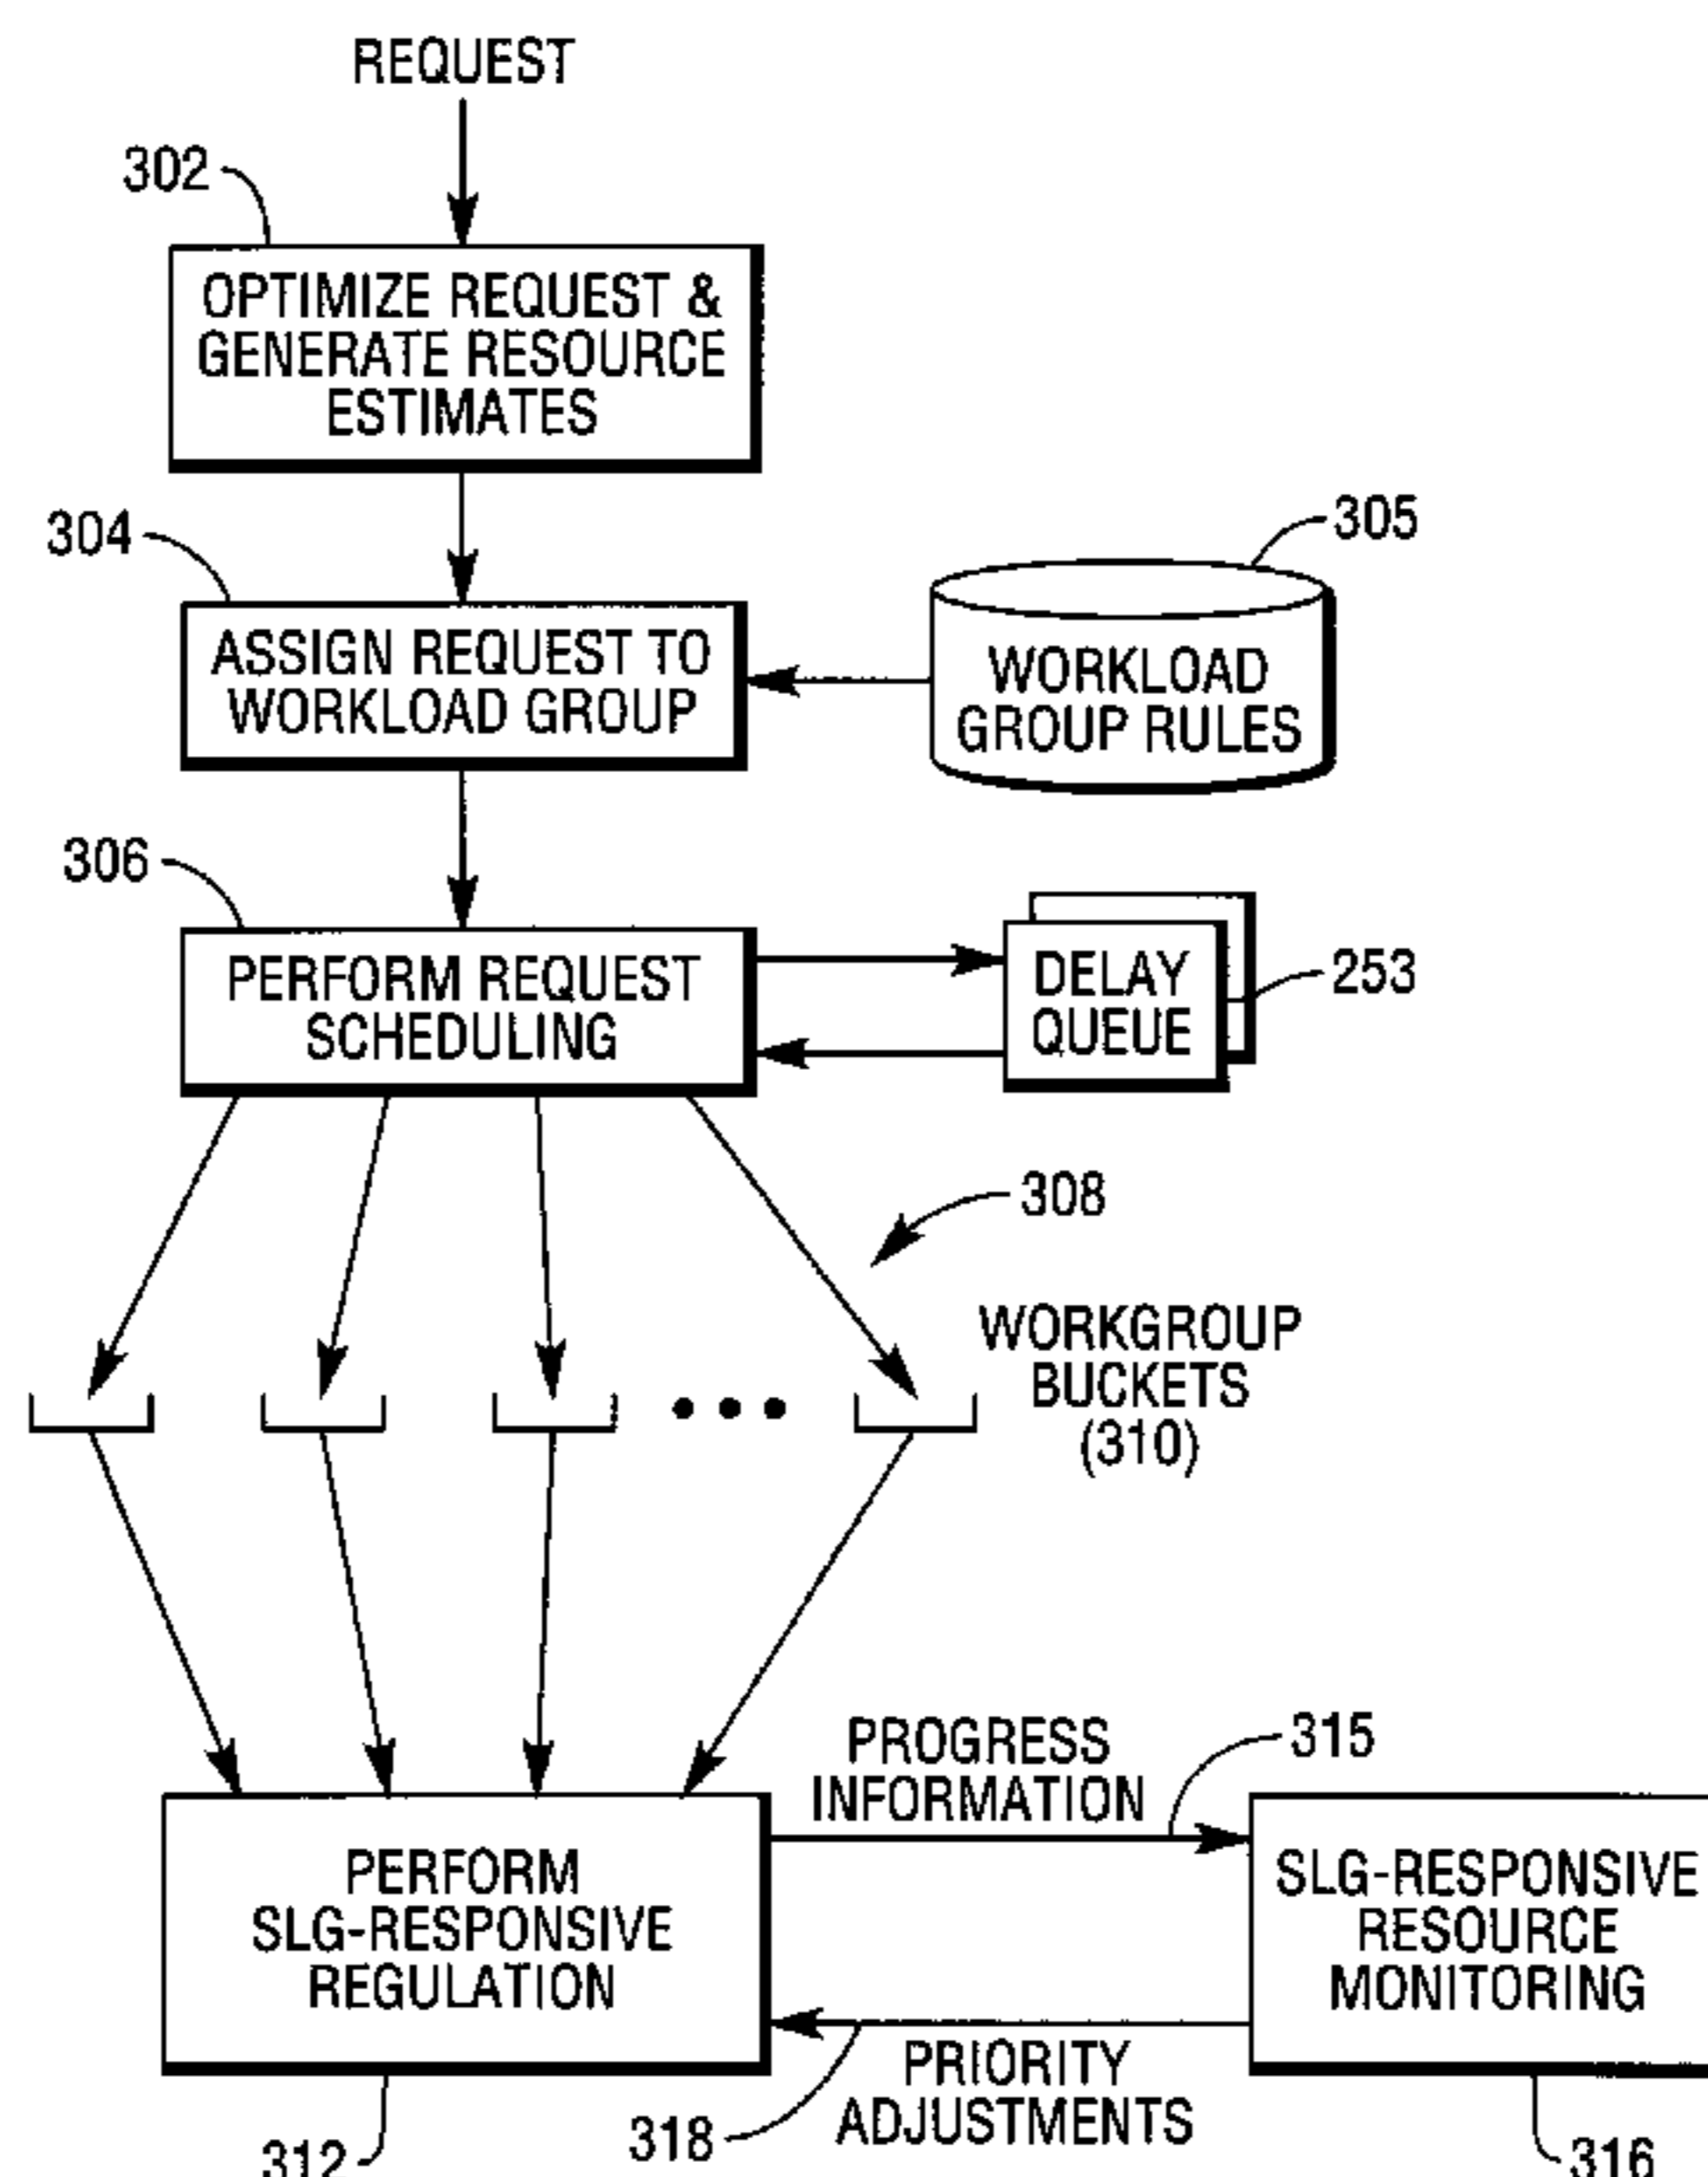 REQUEST
302
OPTIMIZE REQUEST &
GENERATE RESOURCE
ESTIMATES
304
305
ASSIGN REQUEST TO
WORKLOAD GROUP
WORKLOAD
GROUP RULES
306
PERFORM REQUEST
SCHEDULING
DELAY
QUEUE
253
308
WORKGROUP
BUCKETS
(310)
PROGRESS
INFORMATION
315
PERFORM
SLG-RESPONSIVE
REGULATION
SLG-RESPONSIVE
RESOURCE
MONITORING
PRIORITY
ADJUSTMENTS
318
312
316